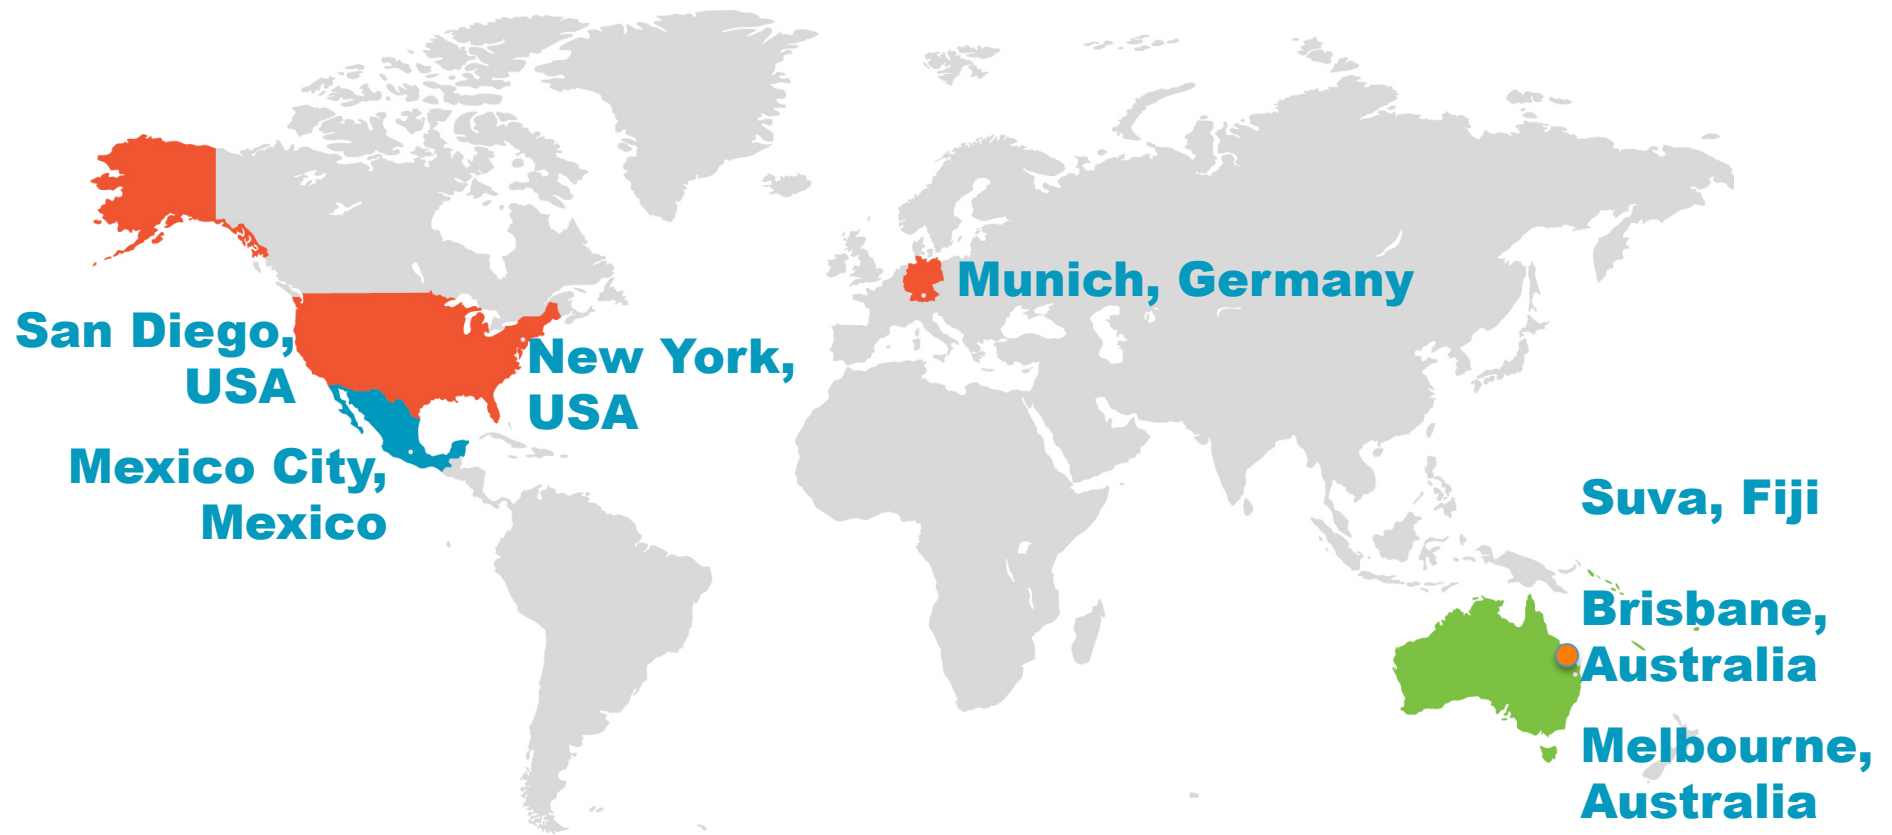 San Diego,
USA
Mexico City,
Mexico
New York,
USA
Munich, Germany
Suva, Fiji
Brisbane,
Australia
Melbourne,
Australia